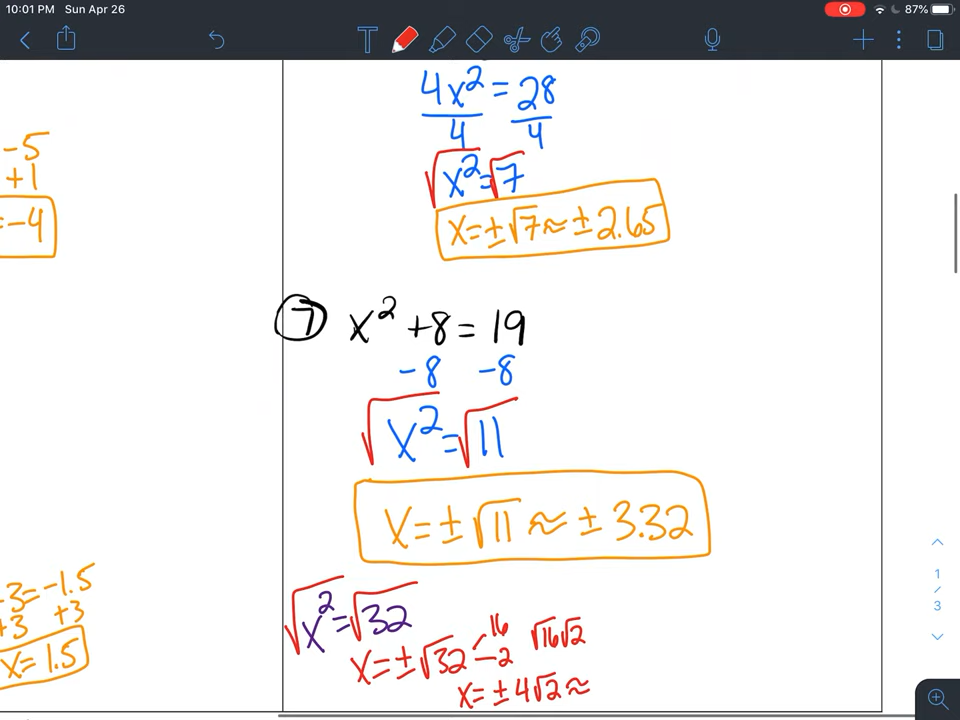 10:01 PM Sun Apr 26 87%
T
-5
+1
=-4
4x² = 28
4 4
√x² = √7
x = ±√7 ≈ ±2.65
7 x² + 8 = 19
-8 -8
√x² = √11
x = ±√11 ≈ ±3.32
-3 = -1.5
+3 +3
x = 1.5
√x² = √32
x = ±√32 16 2 √16√2
x = ±4√2 ≈
1
/
3